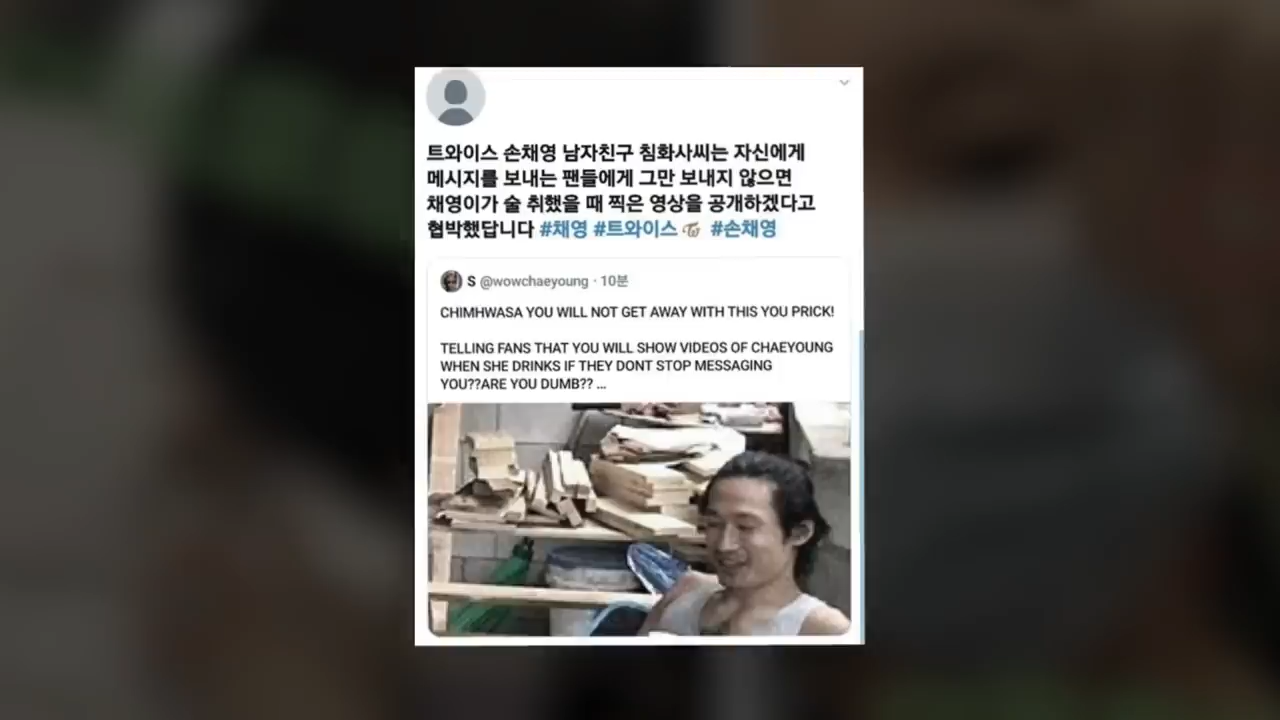 트와이스 손채영 남자친구 침화사씨는 자신에게
메시지를 보내는 팬들에게 그만 보내지 않으면
채영이가 술 취했을 때 찍은 영상을 공개하겠다고
협박했답니다 #채영 #트와이스 #손채영
S @wowchaeyoung · 10분
CHIMHWASA YOU WILL NOT GET AWAY WITH THIS YOU PRICK!
TELLING FANS THAT YOU WILL SHOW VIDEOS OF CHAEYOUNG
WHEN SHE DRINKS IF THEY DONT STOP MESSAGING
YOU??ARE YOU DUMB?? ...